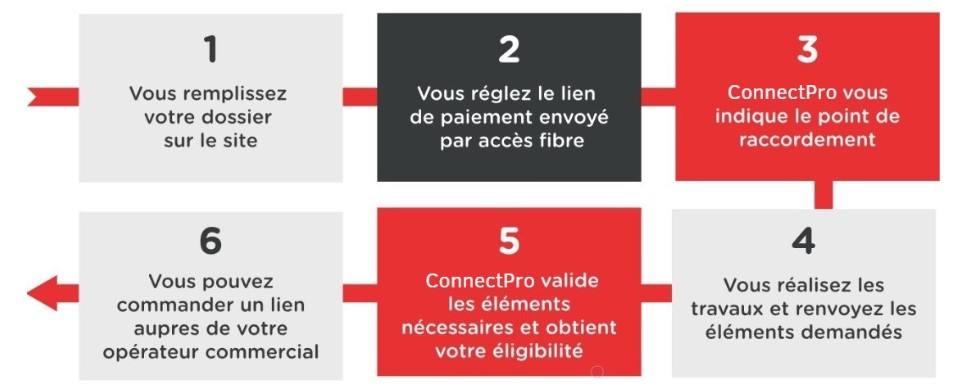 1
Vous remplissez
votre dossier
sur le site
2
Vous réglez le lien
de paiement envoyé
par accès fibre
3
ConnectPro vous
indique le point de
raccordement
4
Vous réalisez les
travaux et renvoyez les
éléments demandés
5
ConnectPro valide
les éléments
nécessaires et obtient
votre éligibilité
6
Vous pouvez
commander un lien
aupres de votre
opérateur commercial